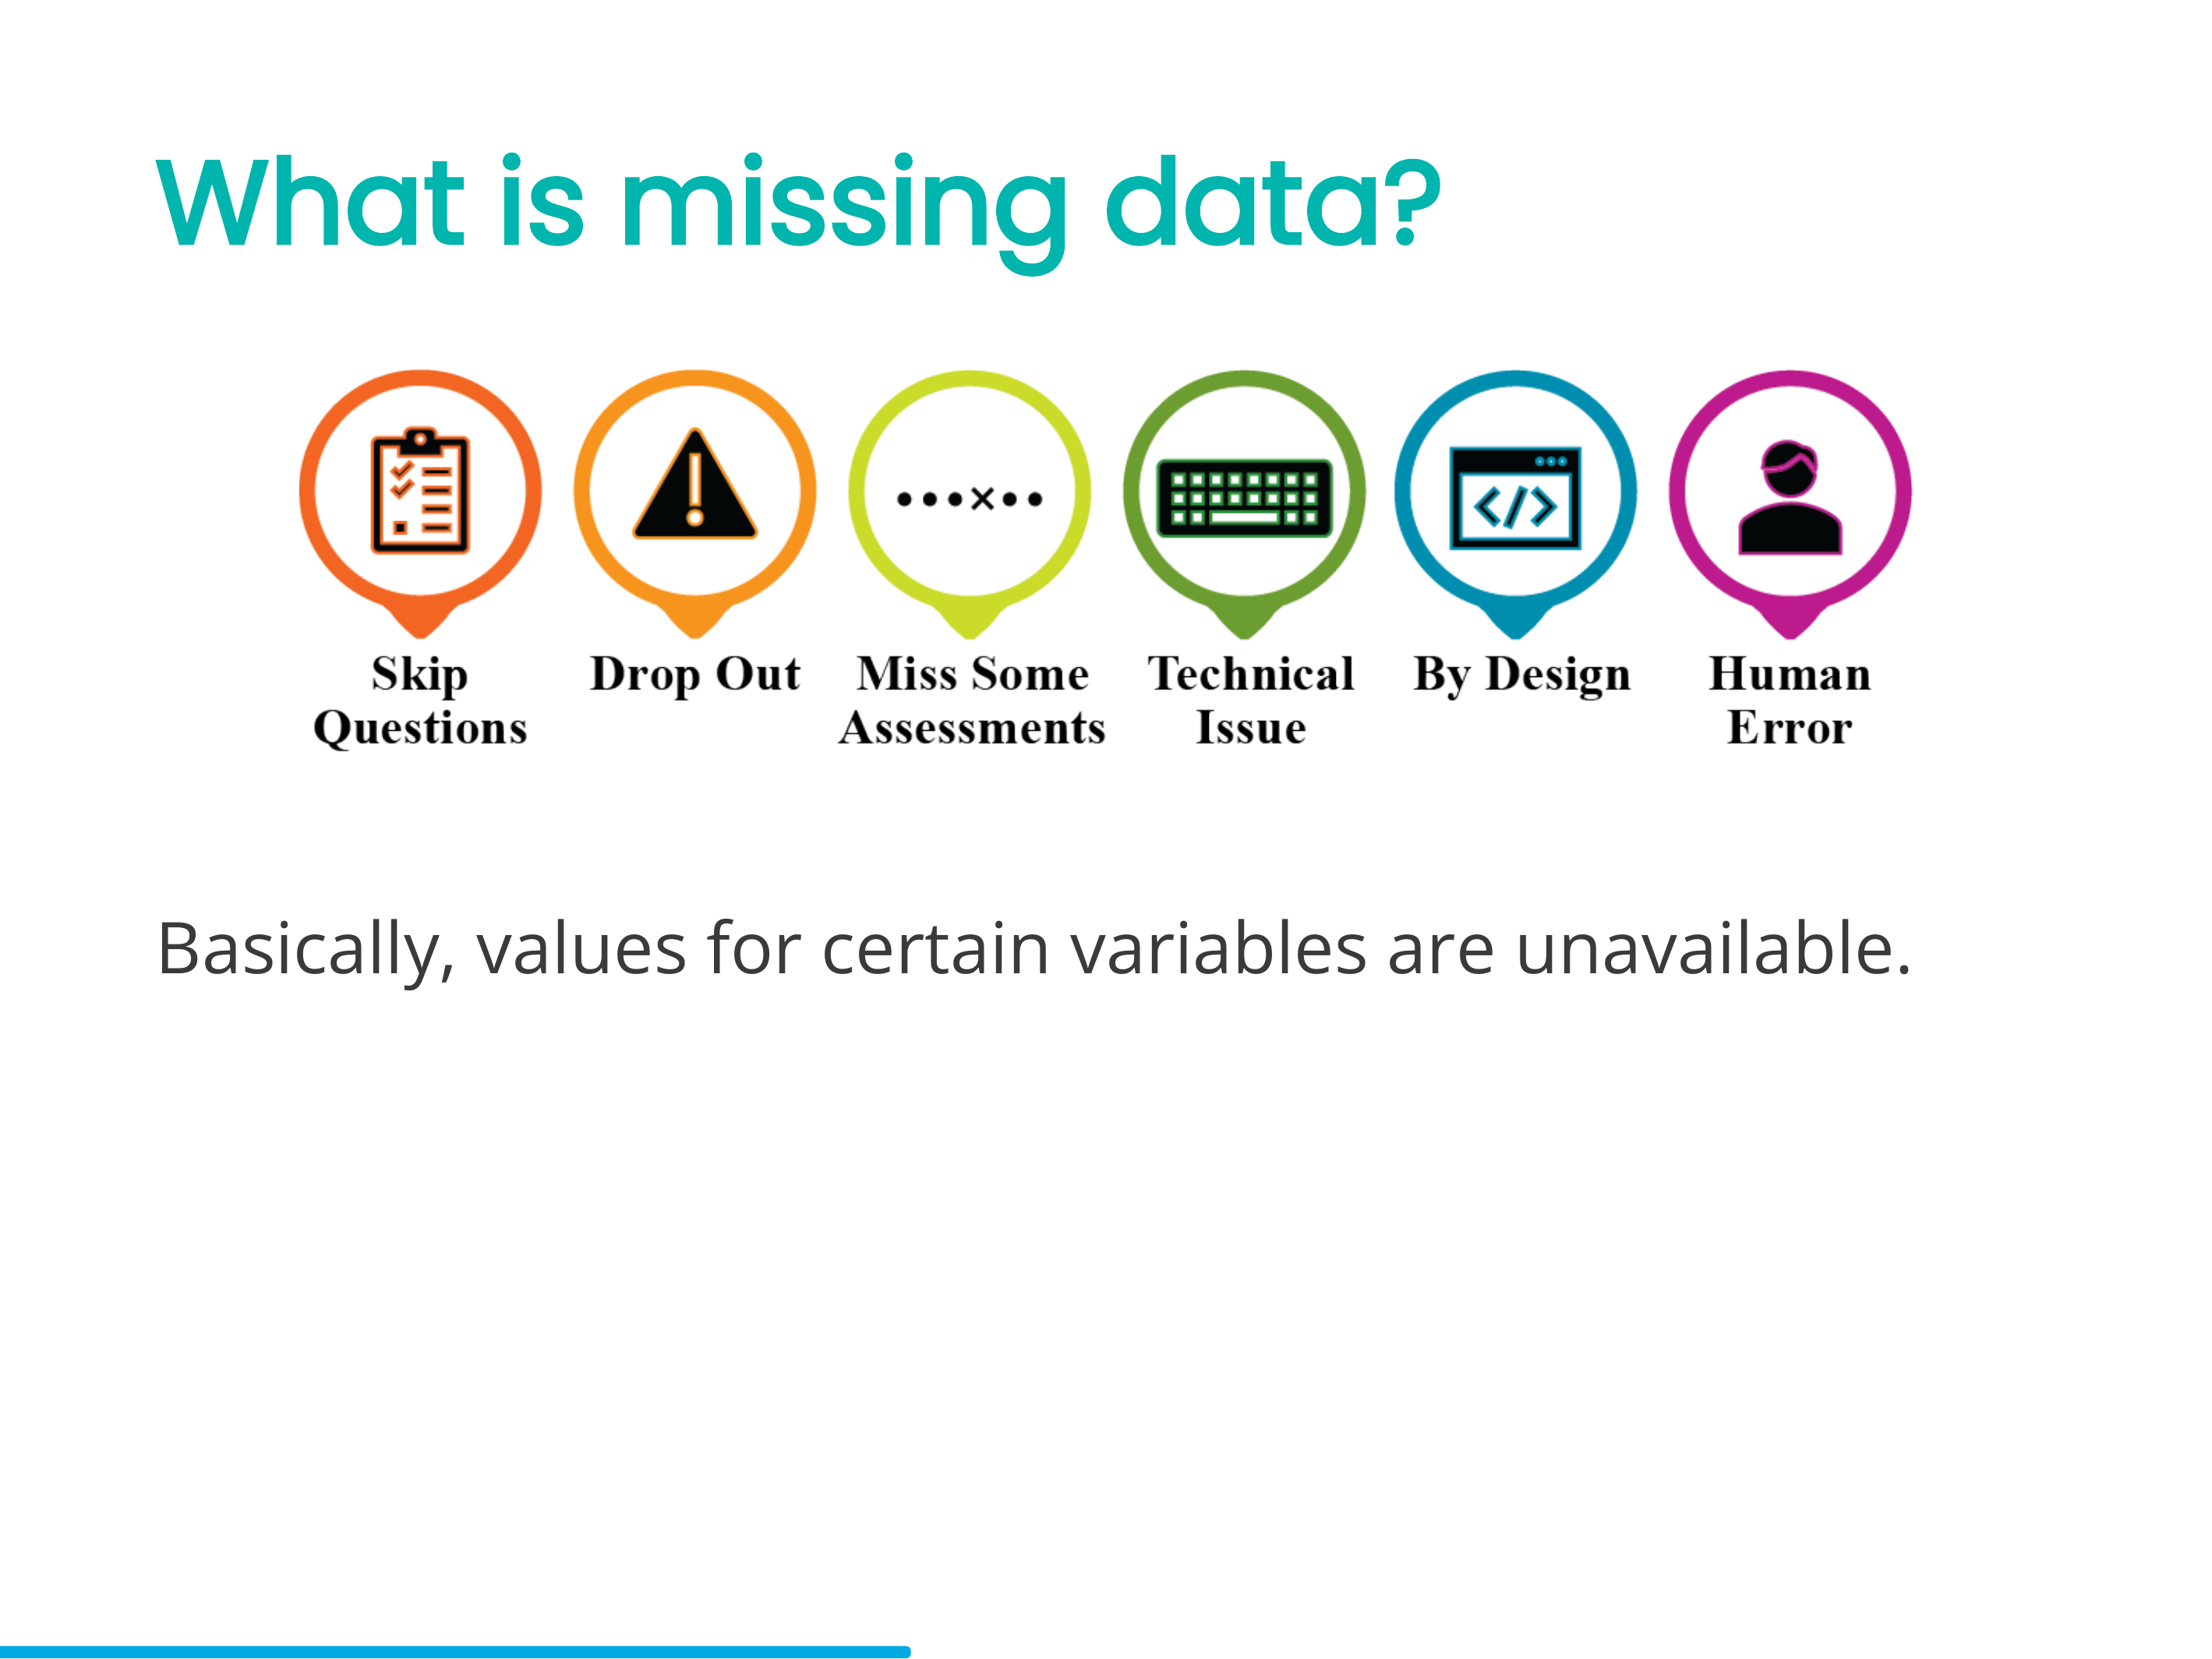 What is missing data?
Skip
Questions
Drop Out
Miss Some
Assessments
Technical
Issue
By Design
Human
Error
Basically, values for certain variables are unavailable.